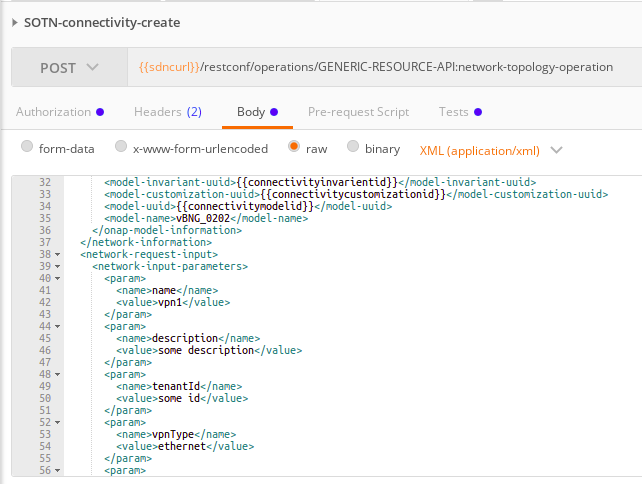 SOTN-connectivity-create
POST {{sdncurl}}/restconf/operations/GENERIC-RESOURCE-API:network-topology-operation
Authorization Headers (2) Body Pre-request Script Tests
form-data x-www-form-urlencoded raw binary XML (application/xml)
32 <model-invariant-uuid>{{connectivityinvarientid}}</model-invariant-uuid>
33 <model-customization-uuid>{{connectivitycustomizationid}}</model-customization-uuid>
34 <model-uuid>{{connectivitymodelid}}</model-uuid>
35 <model-name>vBNG_0202</model-name>
36 </onap-model-information>
37 </network-information>
38 <network-request-input>
39 <network-input-parameters>
40 <param>
41 <name>name</name>
42 <value>vpn1</value>
43 </param>
44 <param>
45 <name>description</name>
46 <value>some description</value>
47 </param>
48 <param>
49 <name>tenantId</name>
50 <value>some id</value>
51 </param>
52 <param>
53 <name>vpnType</name>
54 <value>ethernet</value>
55 </param>
56 <param>